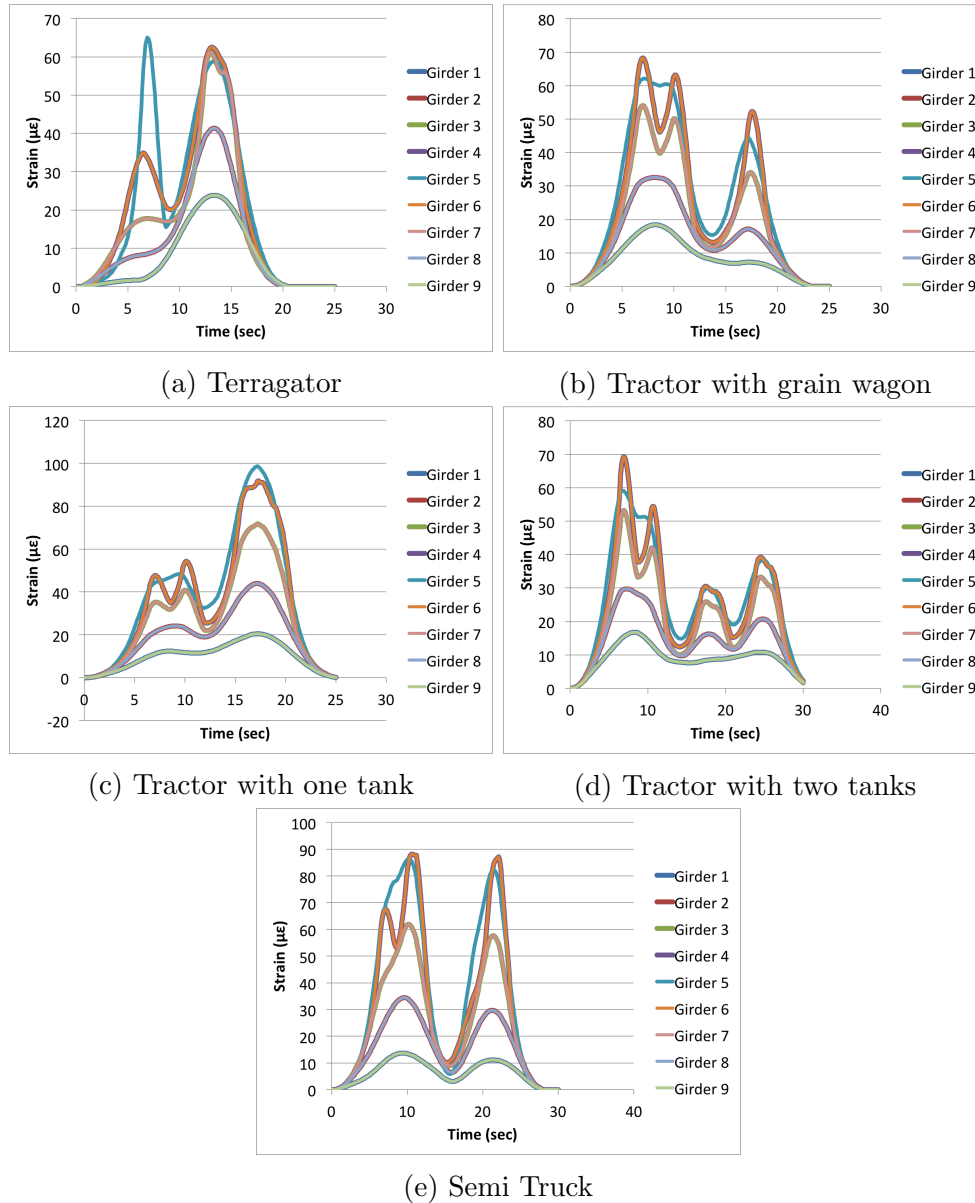 70
60
50
40
30
20
10
0
0 5 10 15 20 25 30
Strain (με)
Time (sec)
Girder 1
Girder 2
Girder 3
Girder 4
Girder 5
Girder 6
Girder 7
Girder 8
Girder 9
(a) Terragator
80
70
60
50
40
30
20
10
0
0 5 10 15 20 25 30
Strain (με)
Time (sec)
Girder 1
Girder 2
Girder 3
Girder 4
Girder 5
Girder 6
Girder 7
Girder 8
Girder 9
(b) Tractor with grain wagon
120
100
80
60
40
20
0
-20
0 5 10 15 20 25 30
Strain (με)
Time (sec)
Girder 1
Girder 2
Girder 3
Girder 4
Girder 5
Girder 6
Girder 7
Girder 8
Girder 9
(c) Tractor with one tank
80
70
60
50
40
30
20
10
0
0 10 20 30 40
Strain (με)
Time (sec)
Girder 1
Girder 2
Girder 3
Girder 4
Girder 5
Girder 6
Girder 7
Girder 8
Girder 9
(d) Tractor with two tanks
100
90
80
70
60
50
40
30
20
10
0
0 10 20 30 40
Strain (με)
Time (sec)
Girder 1
Girder 2
Girder 3
Girder 4
Girder 5
Girder 6
Girder 7
Girder 8
Girder 9
(e) Semi Truck